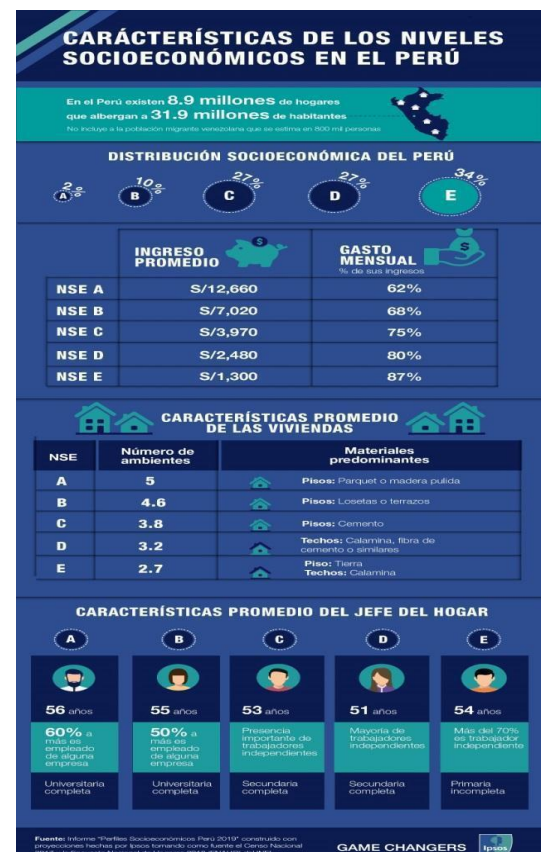 CARÁCTERÍSTICAS DE LOS NIVELES
SOCIOECONÓMICOS EN EL PERÚ
En el Perú existen 8.9 millones de hogares
que albergan a 31.9 millones de habitantes
No incluye a la población migrante venezolana que se estima en 800 mil personas
DISTRIBUCIÓN SOCIOECONÓMICA DEL PERÚ
2% 10% 27% 27% 34%
A B C D E
INGRESO PROMEDIO
GASTO MENSUAL
% de sus ingresos
NSE A S/12,660 62%
NSE B S/7,020 68%
NSE C S/3,970 75%
NSE D S/2,480 80%
NSE E S/1,300 87%
CARACTERÍSTICAS PROMEDIO
DE LAS VIVIENDAS
NSE Número de ambientes Materiales predominantes
A 5 Pisos: Parquet o madera pulida
B 4.6 Pisos: Losetas o terrazos
C 3.8 Pisos: Cemento
D 3.2 Techos: Calamina, fibra de
cemento o similares
E 2.7 Piso: Tierra
Techos: Calamina
CARACTERÍSTICAS PROMEDIO DEL JEFE DEL HOGAR
A B C D E
56 años 55 años 53 años 51 años 54 años
60% a
más es
empleado
de alguna
empresa
50% a
más es
empleado
de alguna
empresa
Presencia
importante de
trabajadores
independientes
Mayoría de
trabajadores
independientes
Más del 70%
es trabajador
independiente
Universitaria
completa
Universitaria
completa
Secundaria
completa
Secundaria
completa
Primaria
incompleta
Fuente: Informe "Perfiles Socioeconómicos Perú 2019" construido con
proyecciones hechas por Ipsos tomando como fuente el Censo Nacional
GAME CHANGERS
Ipsos